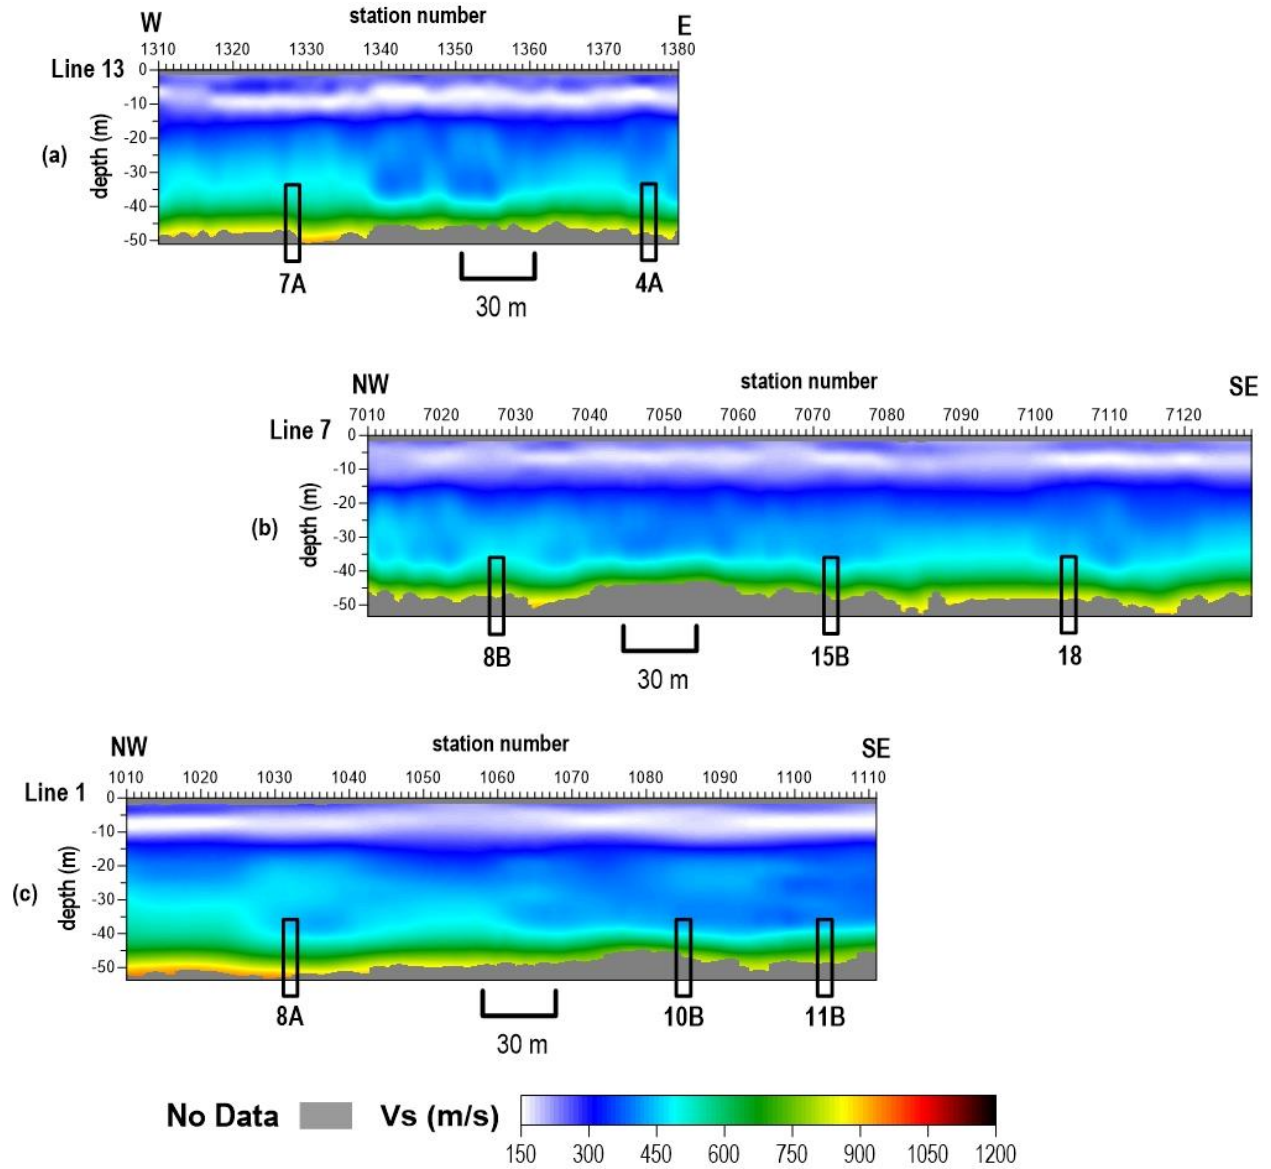 W station number E
1310 1320 1330 1340 1350 1360 1370 1380
Line 13
0
-10
-20
-30
-40
-50
depth (m)
(a)
7A 4A
30 m
NW station number SE
7010 7020 7030 7040 7050 7060 7070 7080 7090 7100 7110 7120
Line 7
0
-10
-20
-30
-40
-50
depth (m)
(b)
8B 15B 18
30 m
NW station number SE
1010 1020 1030 1040 1050 1060 1070 1080 1090 1100 1110
Line 1
0
-10
-20
-30
-40
-50
depth (m)
(c)
8A 10B 11B
30 m
No Data Vs (m/s)
150 300 450 600 750 900 1050 1200